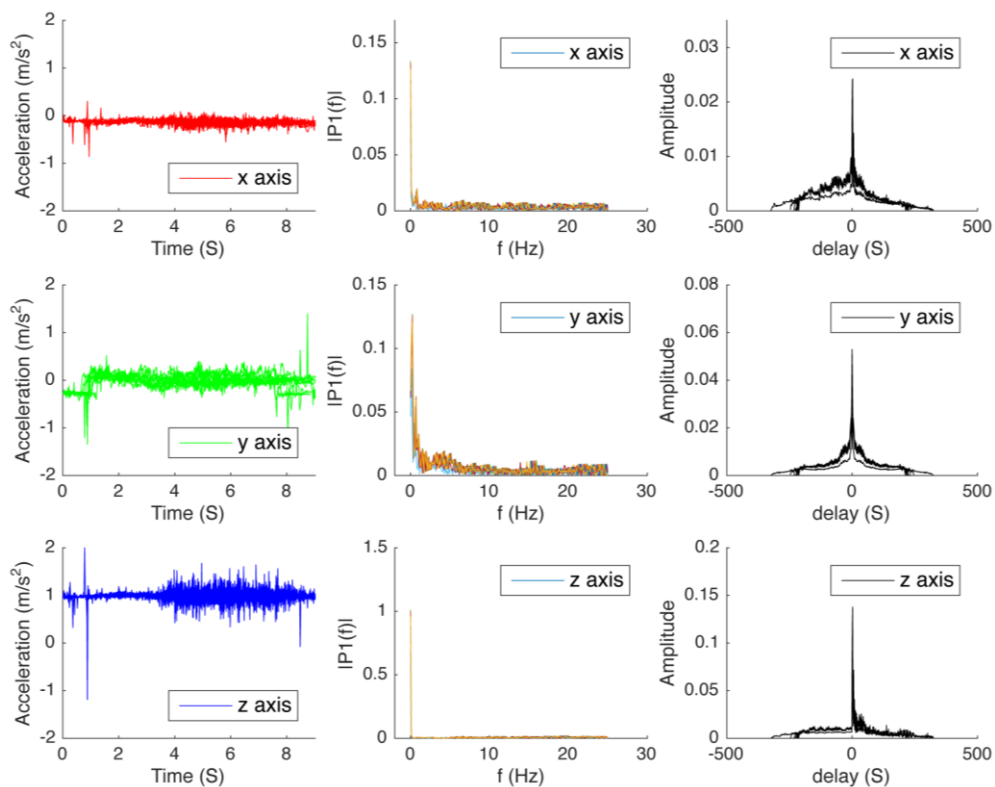 Acceleration (m/s²)
2
1
0
-1
-2
x axis
0 2 4 6 8
Time (S)
|P1(f)|
0.15
0.1
0.05
0
x axis
0 10 20 30
f (Hz)
Amplitude
0.03
0.02
0.01
0
x axis
-500 0 500
delay (S)
Acceleration (m/s²)
2
1
0
-1
-2
y axis
0 2 4 6 8
Time (S)
|P1(f)|
0.15
0.1
0.05
0
y axis
0 10 20 30
f (Hz)
Amplitude
0.08
0.06
0.04
0.02
0
y axis
-500 0 500
delay (S)
Acceleration (m/s²)
2
1
0
-1
-2
z axis
0 2 4 6 8
Time (S)
|P1(f)|
1.5
1
0.5
0
z axis
0 10 20 30
f (Hz)
Amplitude
0.2
0.15
0.1
0.05
0
z axis
-500 0 500
delay (S)